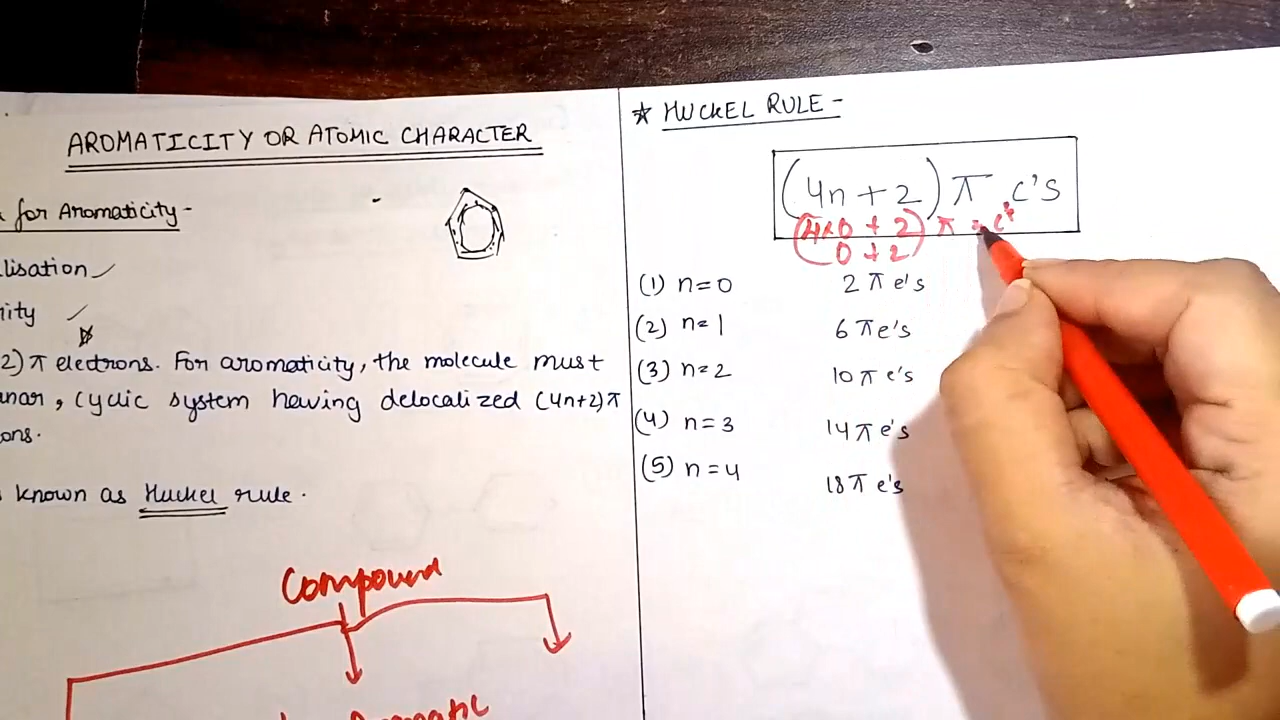 AROMATICITY OR ATOMIC CHARACTER
for Aromaticity -
lisation
ity
2) π electrons. For aromaticity, the molecule must
anar, cyclic system having delocalized (4n+2)π
ons.
known as Huckel rule.
Compound
Aromatic
★ HUCKEL RULE -
(4n + 2) π e's
(4×0 + 2) π = e's
0 + 2
(1) n=0 2 π e's
(2) n=1 6 π e's
(3) n=2 10 π e's
(4) n=3 14 π e's
(5) n=4 18 π e's